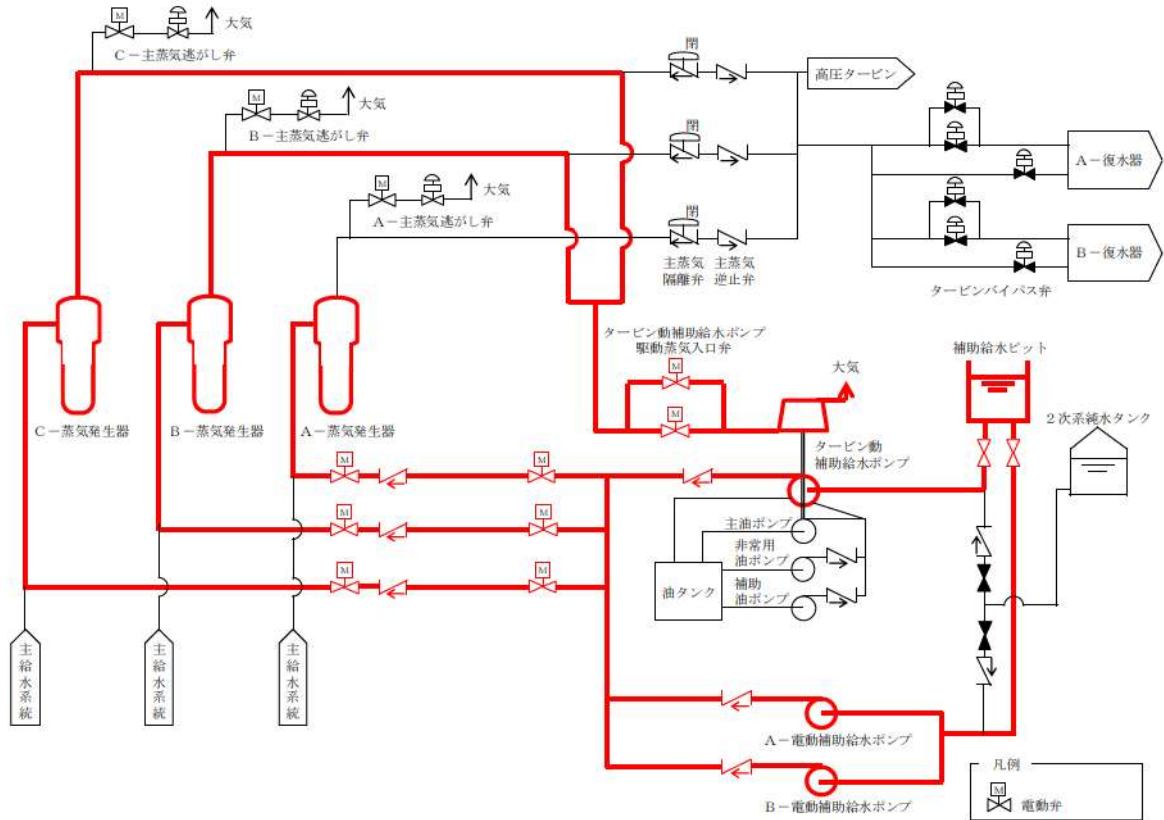 M
大気
C－主蒸気逃がし弁
閉
高圧タービン
M
大気
B－主蒸気逃がし弁
閉
A－復水器
M
大気
A－主蒸気逃がし弁
閉
主蒸気
隔離弁
主蒸気
逆止弁
B－復水器
タービンバイパス弁
タービン動補助給水ポンプ
駆動蒸気入口弁
M
M
大気
補助給水ピット
2次系純水タンク
C－蒸気発生器
B－蒸気発生器
A－蒸気発生器
タービン動
補助給水ポンプ
M
M
M
M
M
M
主油ポンプ
非常用
油ポンプ
補助
油ポンプ
油タンク
主給水系統
主給水系統
主給水系統
A－電動補助給水ポンプ
B－電動補助給水ポンプ
凡例
M
電動弁